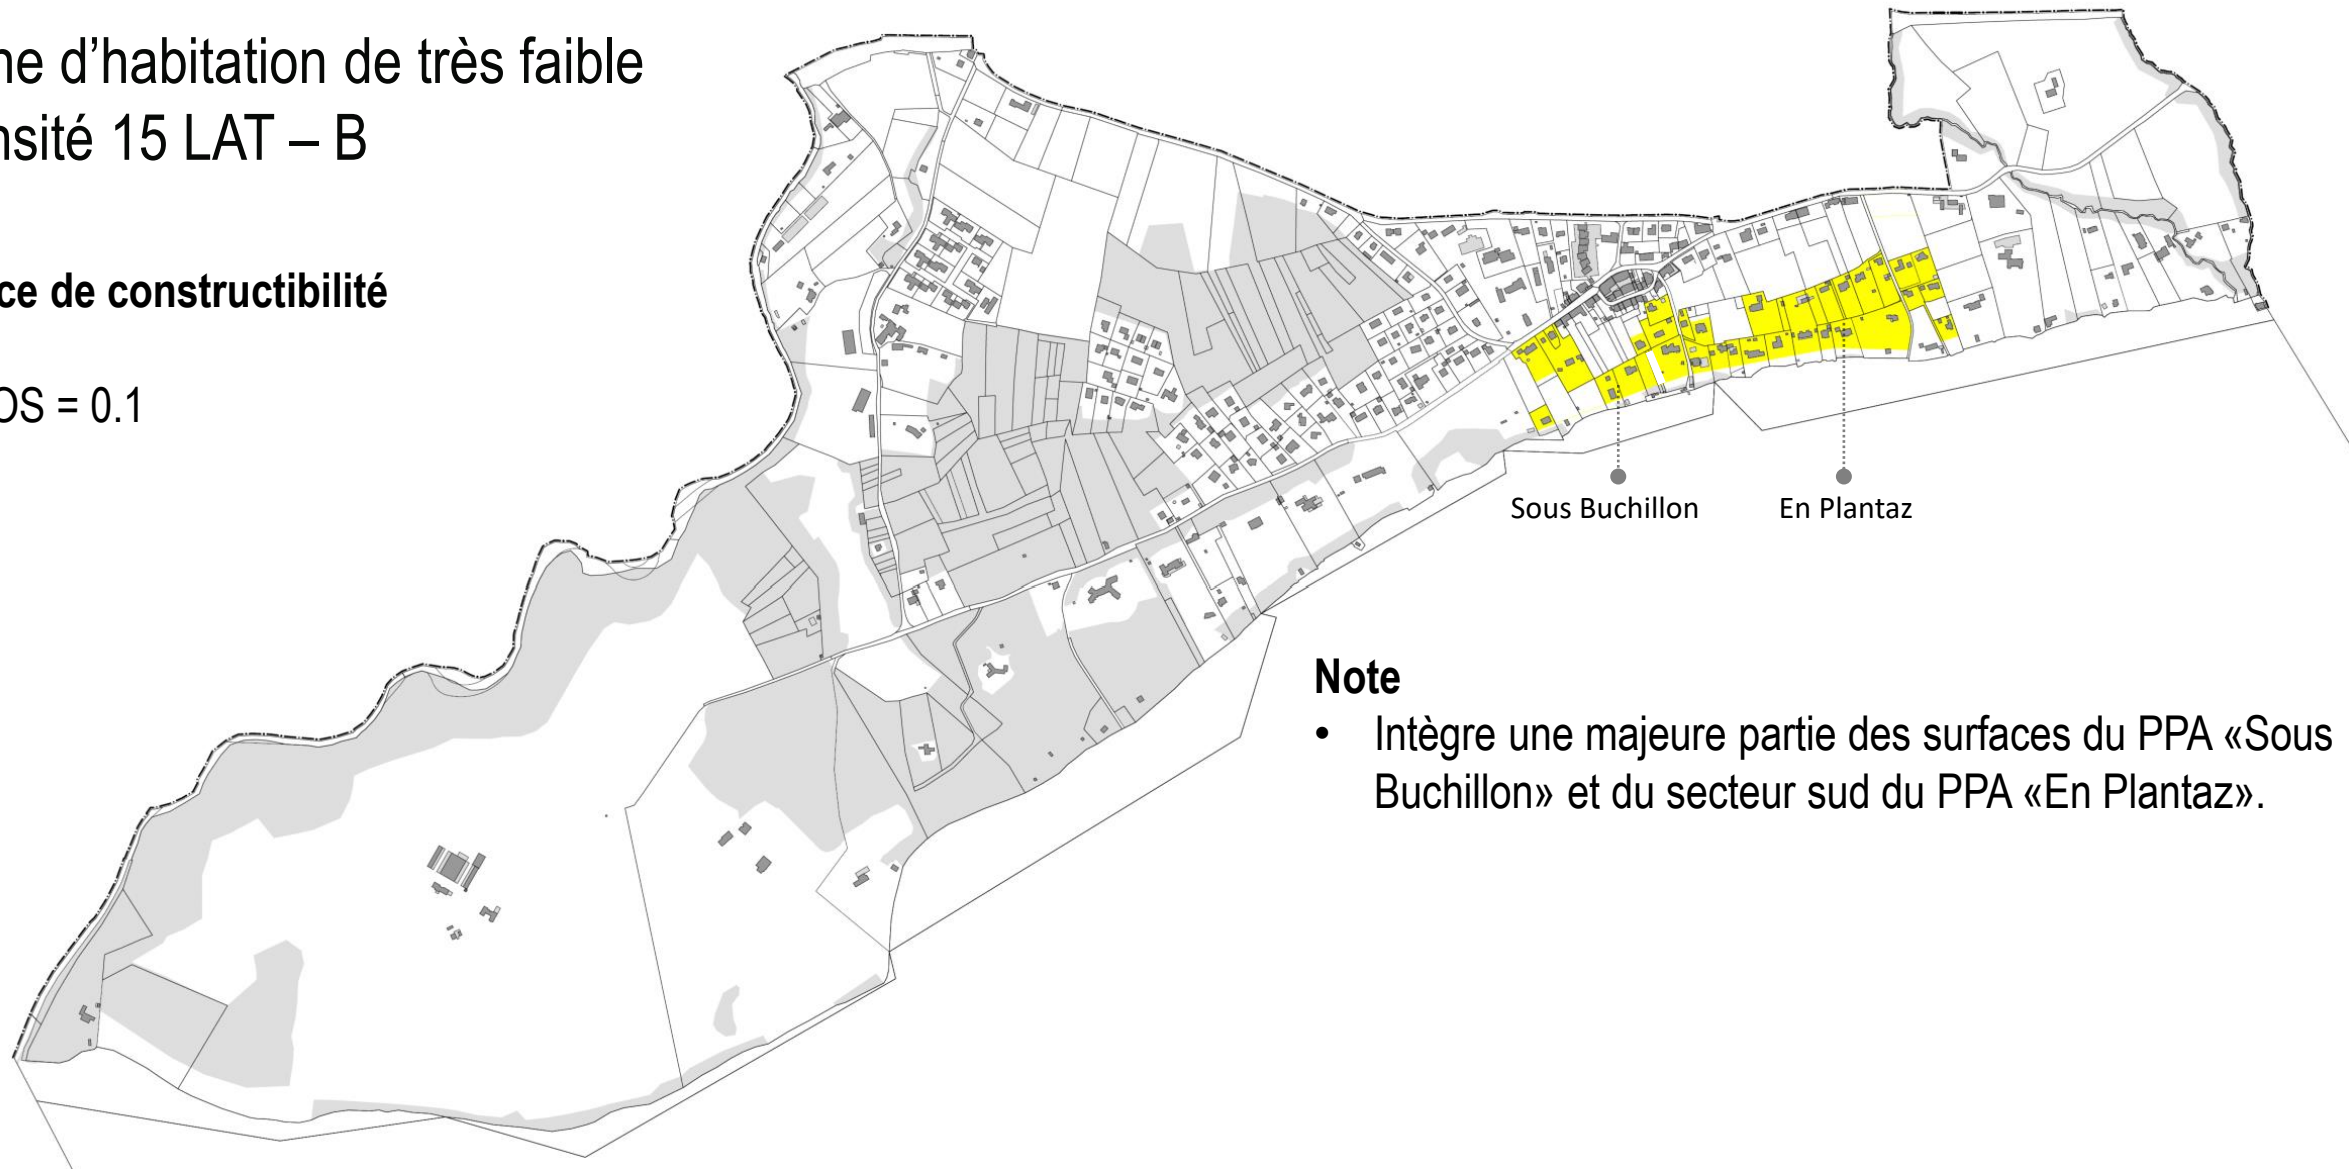 ne d’habitation de très faible
nsité 15 LAT – B
ce de constructibilité
OS = 0.1
Sous Buchillon
En Plantaz
Note
• Intègre une majeure partie des surfaces du PPA «Sous
Buchillon» et du secteur sud du PPA «En Plantaz».